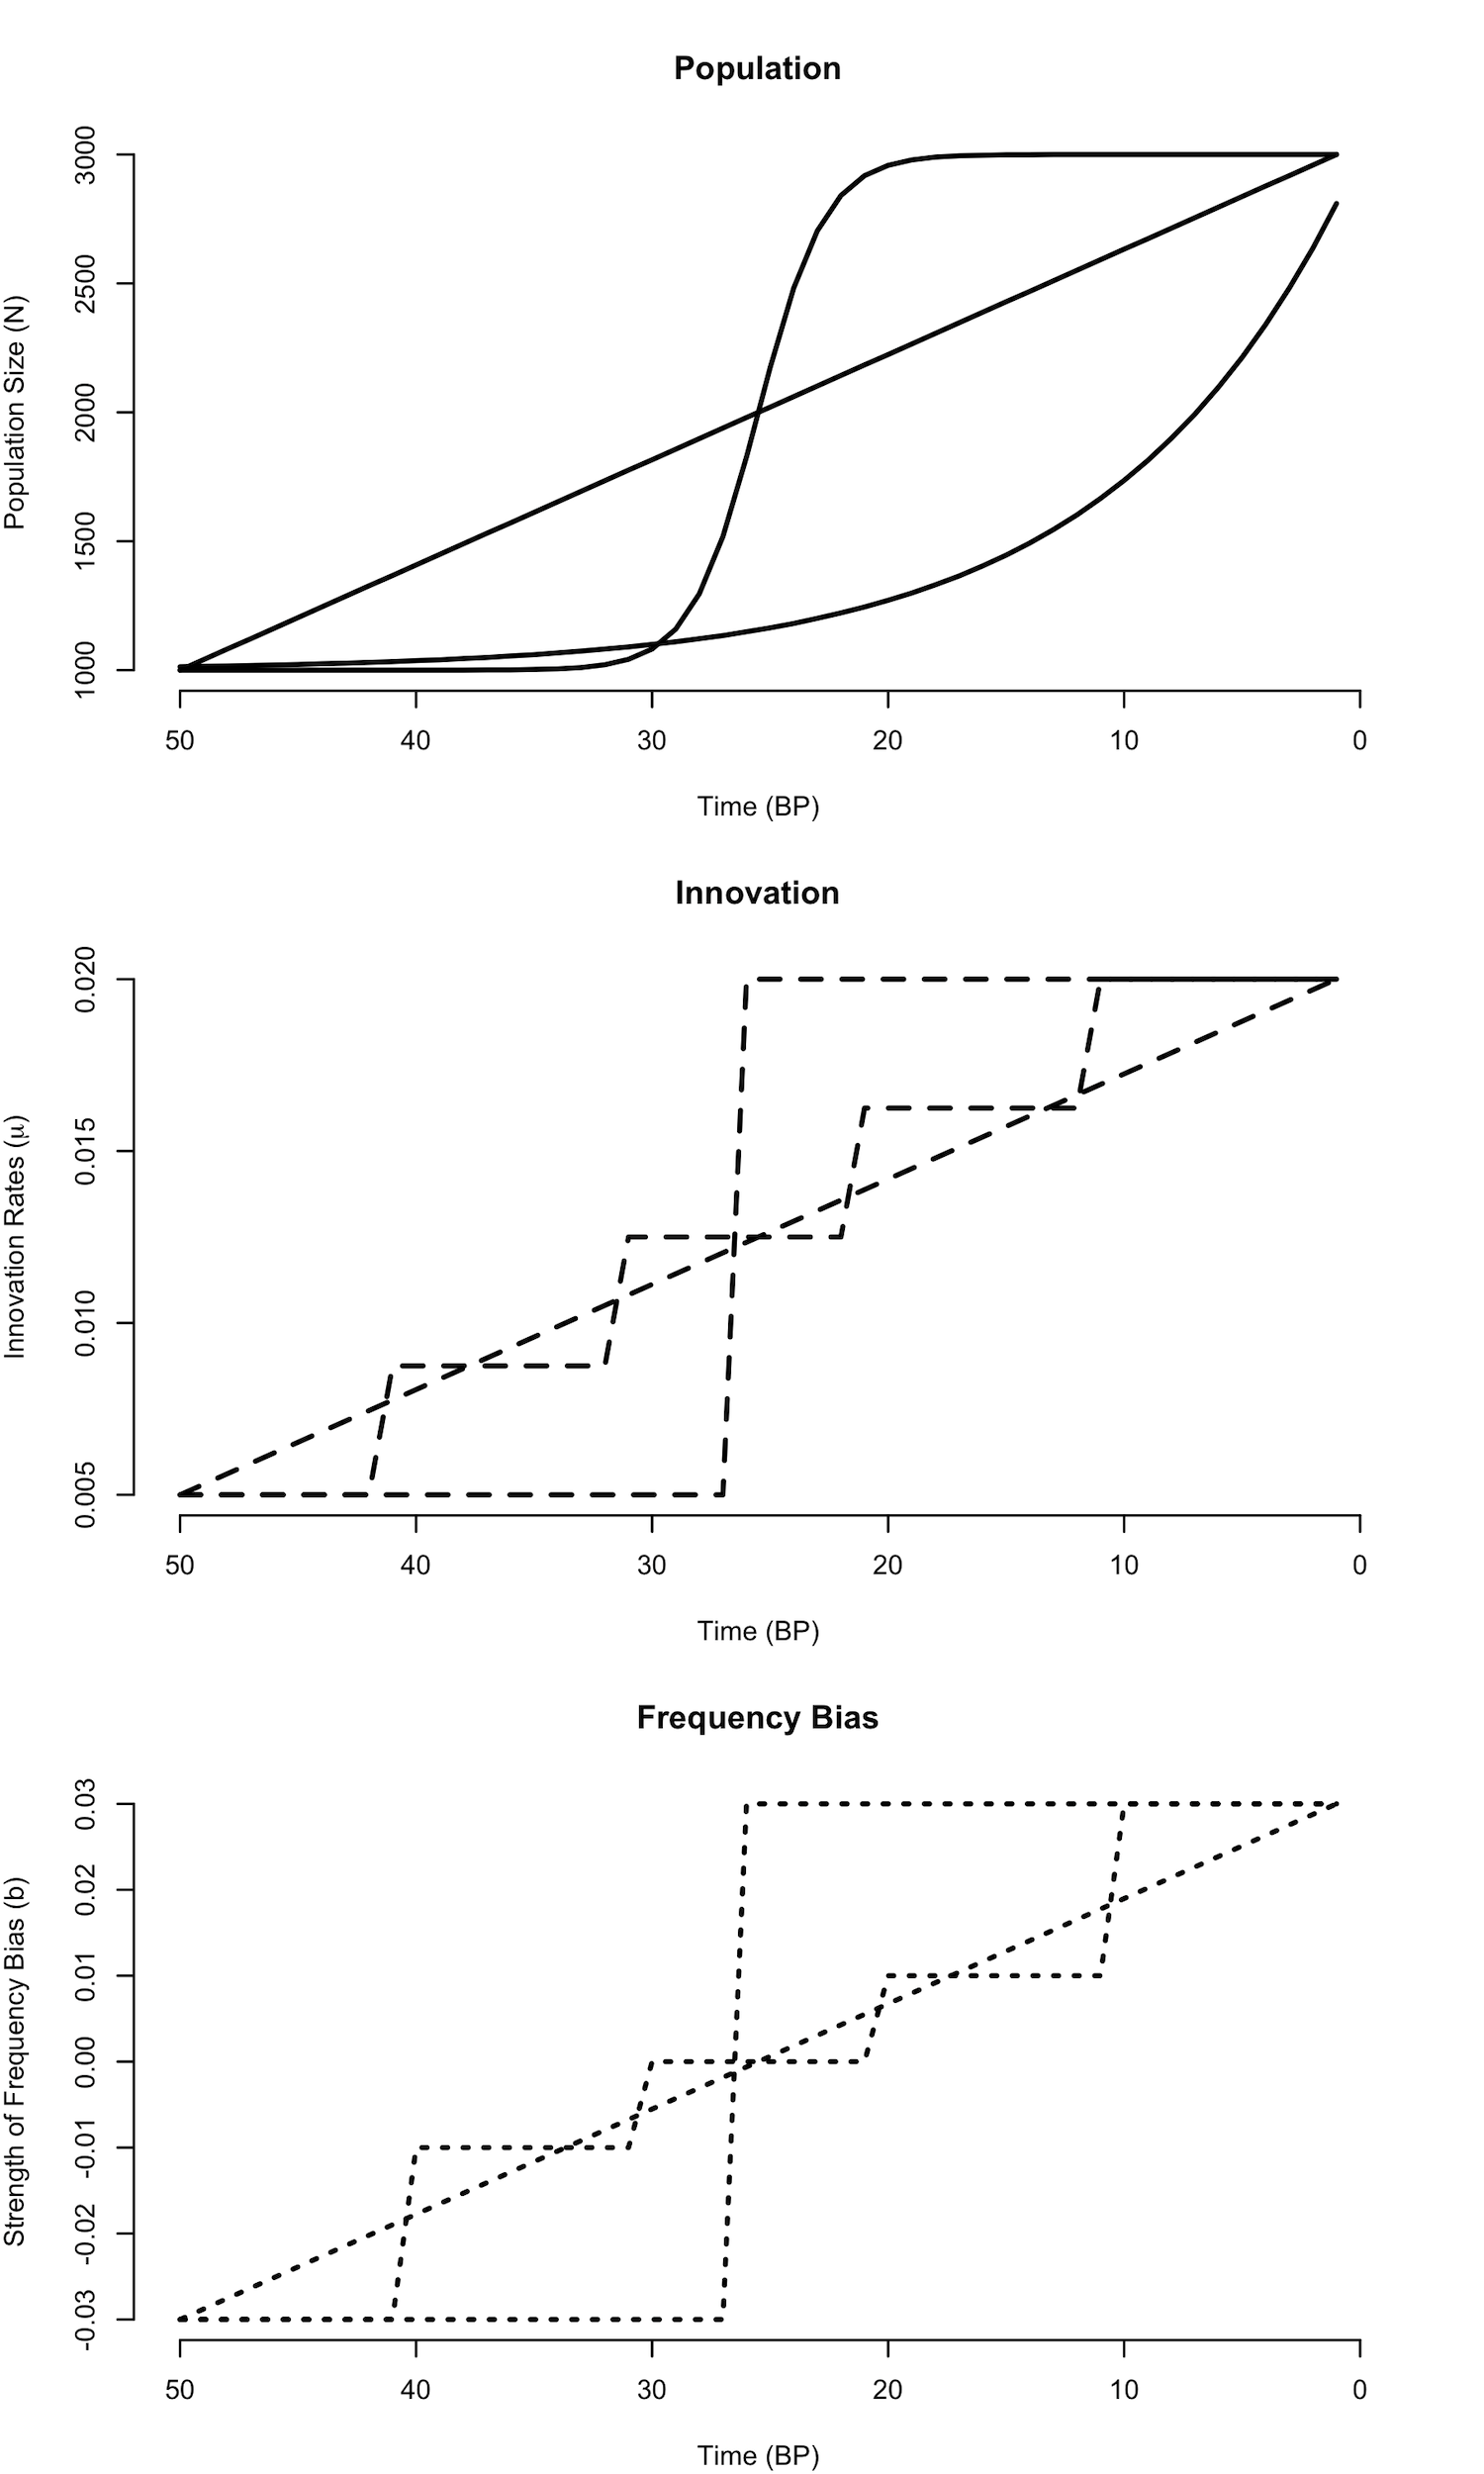 Population
Population Size (N)
3000
2500
2000
1500
1000
50 40 30 20 10 0
Time (BP)
Innovation
Innovation Rates (µ)
0.020
0.015
0.010
0.005
50 40 30 20 10 0
Time (BP)
Frequency Bias
Strength of Frequency Bias (b)
0.03
0.02
0.01
0.00
-0.01
-0.02
-0.03
50 40 30 20 10 0
Time (BP)